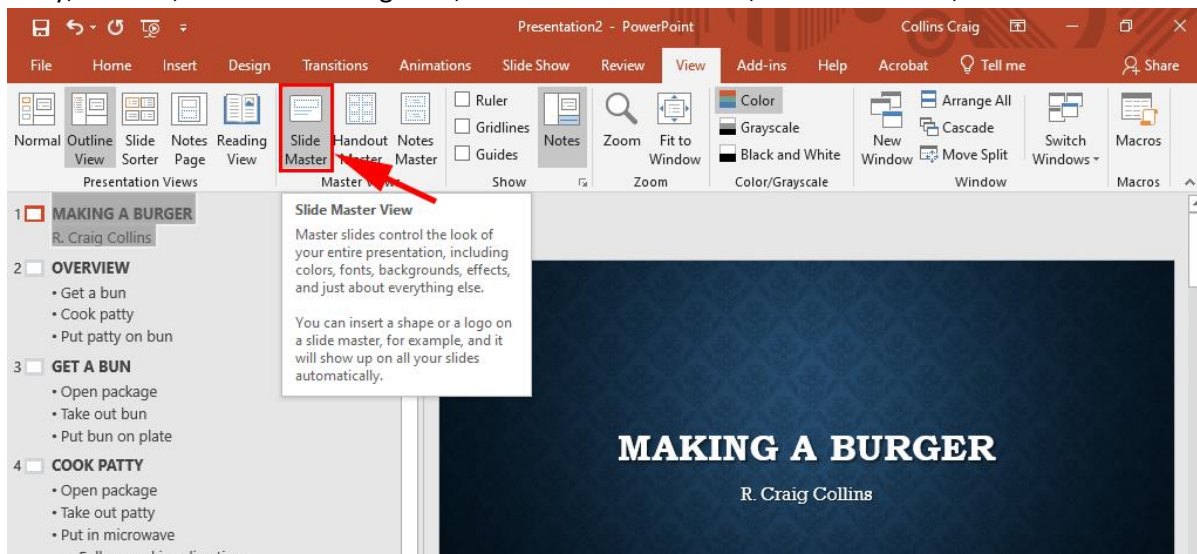 Presentation2 - PowerPoint
Collins Craig
File Home Insert Design Transitions Animations Slide Show Review View Add-ins Help Acrobat Tell me Share
Normal
Outline View
Slide Sorter
Notes Page
Reading View
Presentation Views
Slide Master
Handout Master
Notes Master
Master Views
Ruler
Gridlines
Guides
Show
Notes
Zoom
Fit to Window
Zoom
Color
Grayscale
Black and White
Color/Grayscale
New Window
Arrange All
Cascade
Move Split
Switch Windows
Window
Macros
Macros
Slide Master View
Master slides control the look of
your entire presentation, including
colors, fonts, backgrounds, effects,
and just about everything else.
You can insert a shape or a logo on
a slide master, for example, and it
will show up on all your slides
automatically.
1 MAKING A BURGER
R. Craig Collins
2 OVERVIEW
• Get a bun
• Cook patty
• Put patty on bun
3 GET A BUN
• Open package
• Take out bun
• Put bun on plate
4 COOK PATTY
• Open package
• Take out patty
• Put in microwave
MAKING A BURGER
R. Craig Collins